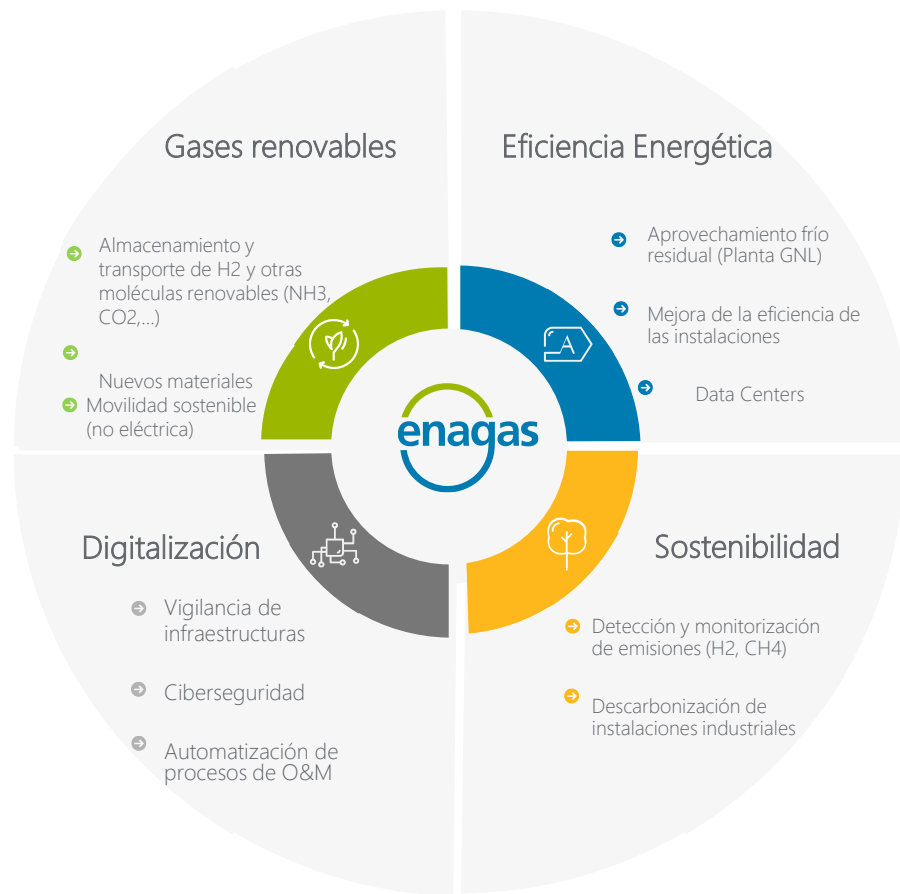 Gases renovables
Almacenamiento y
transporte de H2 y otras
moléculas renovables (NH3,
CO2,...)
Nuevos materiales
Movilidad sostenible
(no eléctrica)
Eficiencia Energética
Aprovechamiento frío
residual (Planta GNL)
Mejora de la eficiencia de
las instalaciones
Data Centers
A
enagas
Digitalización
Vigilancia de
infraestructuras
Ciberseguridad
Automatización de
procesos de O&M
Sostenibilidad
Detección y monitorización
de emisiones (H2, CH4)
Descarbonización de
instalaciones industriales